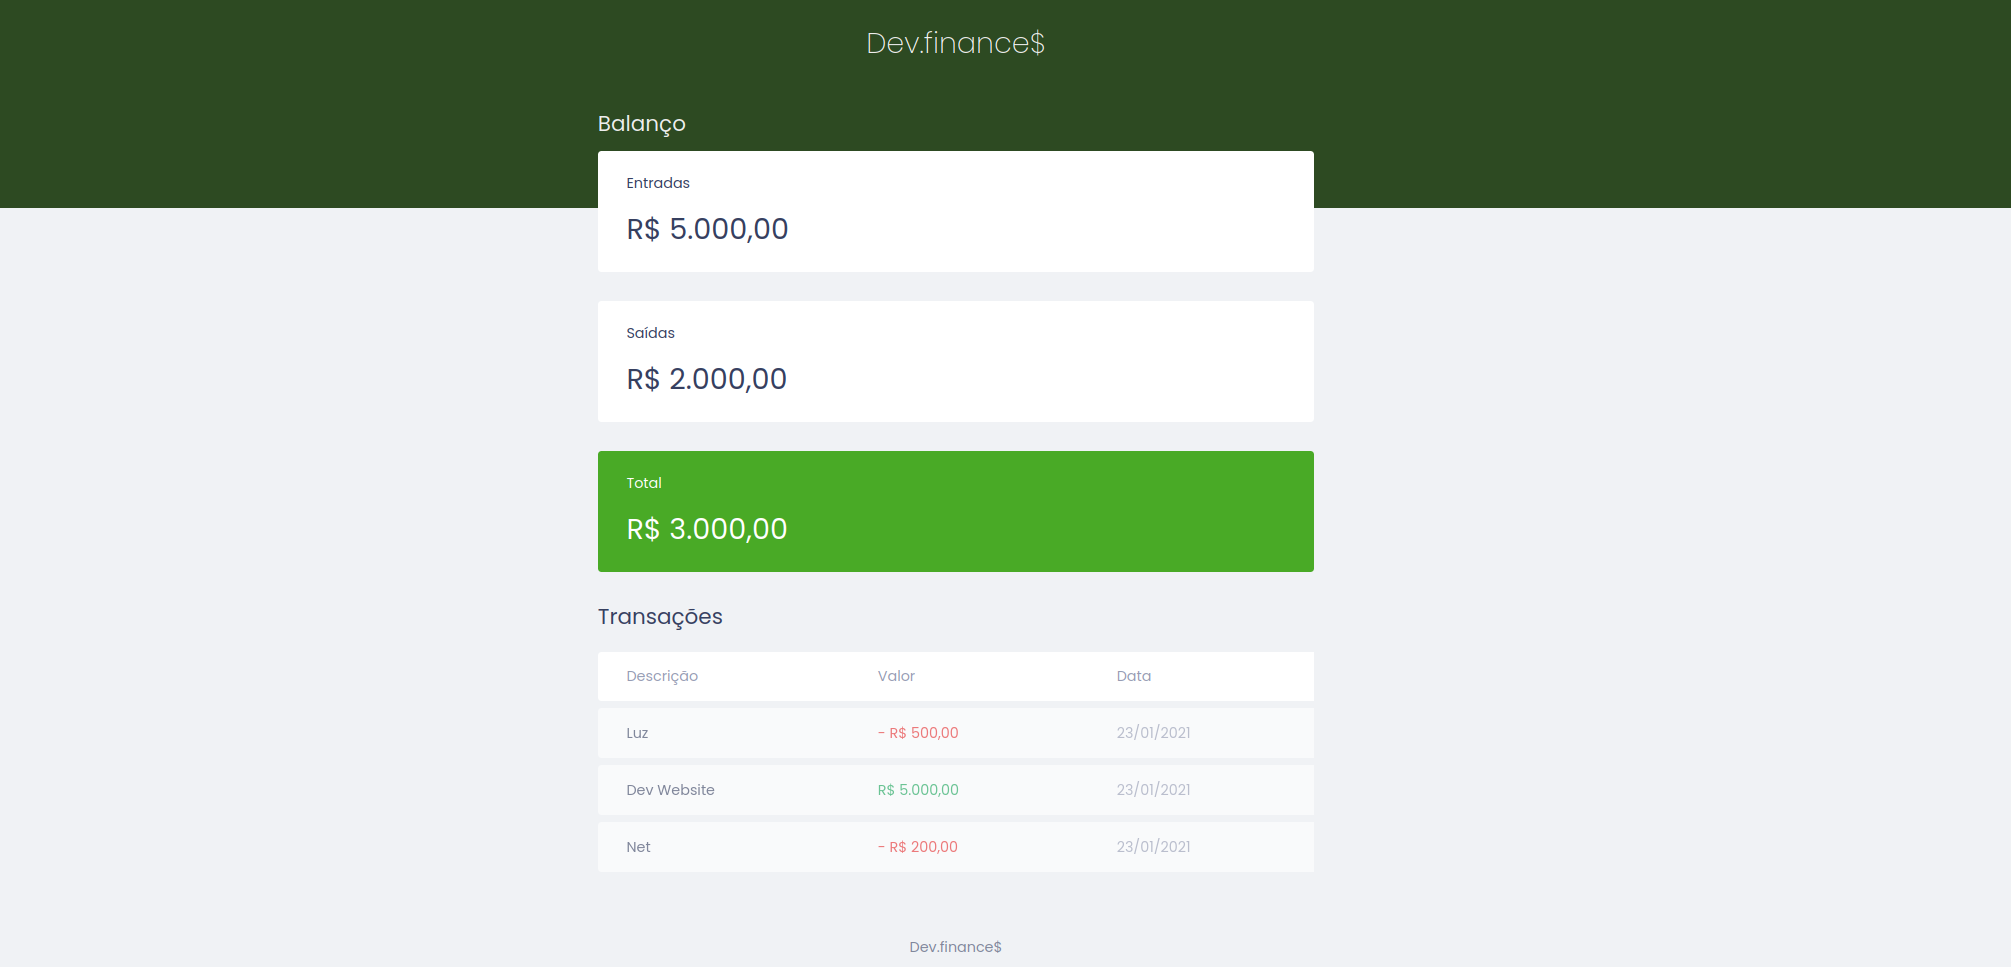 Dev.finance$
Balanço
Entradas
R$ 5.000,00
Saídas
R$ 2.000,00
Total
R$ 3.000,00
Transações
Descrição Valor Data
Luz - R$ 500,00 23/01/2021
Dev Website R$ 5.000,00 23/01/2021
Net - R$ 200,00 23/01/2021
Dev.finance$